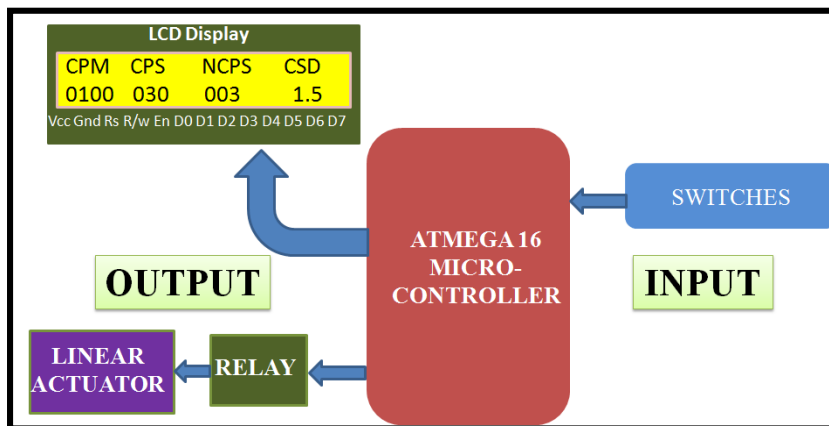 LCD Display
CPM CPS NCPS CSD
0100 030 003 1.5
Vcc Gnd Rs R/w En D0 D1 D2 D3 D4 D5 D6 D7
SWITCHES
ATMEGA 16
MICRO-
CONTROLLER
OUTPUT
INPUT
LINEAR
ACTUATOR
RELAY